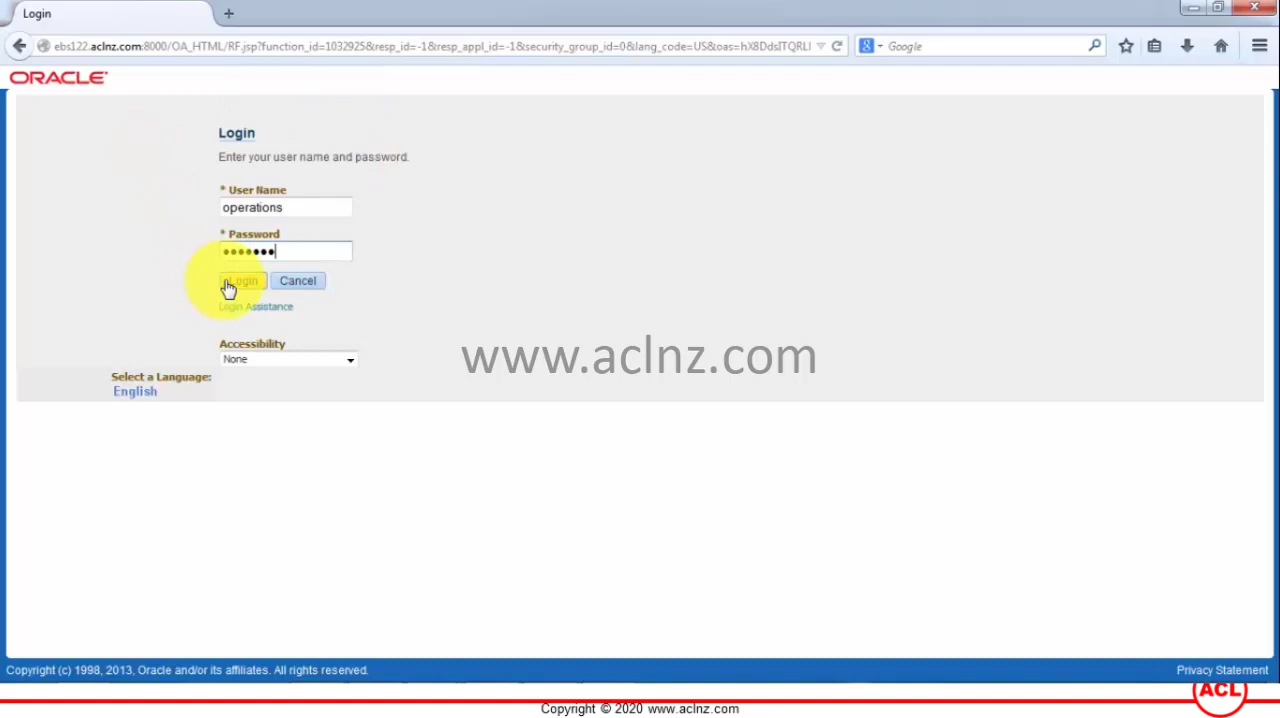 Login
ebs122.aclnz.com:8000/OA_HTML/RF.jsp?function_id=1032925&resp_id=-1&resp_appl_id=-1&security_group_id=0&lang_code=US&oas=hX8DdsITQRLI
Google
ORACLE
Login
Enter your user name and password.
* User Name
operations
* Password
•••••••
Login Cancel
Login Assistance
Accessibility
None
www.aclnz.com
Select a Language:
English
Copyright (c) 1998, 2013, Oracle and/or its affiliates. All rights reserved.
Privacy Statement
ACL
Copyright © 2020 www.aclnz.com